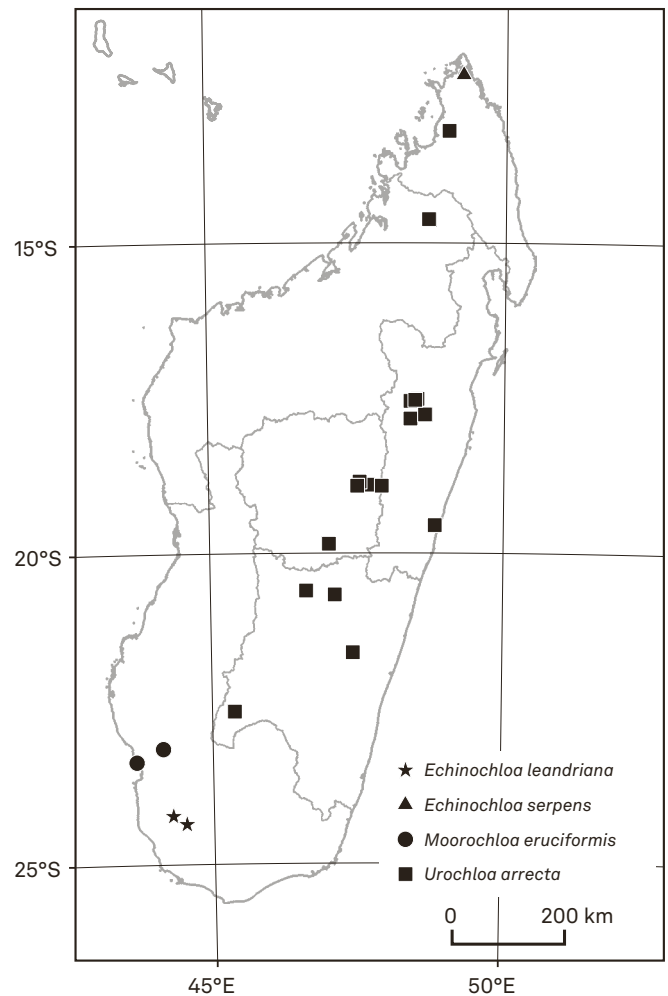 15°S
20°S
25°S
Echinochloa leandriana
Echinochloa serpens
Moorochloa eruciformis
Urochloa arrecta
0 200 km
45°E 50°E